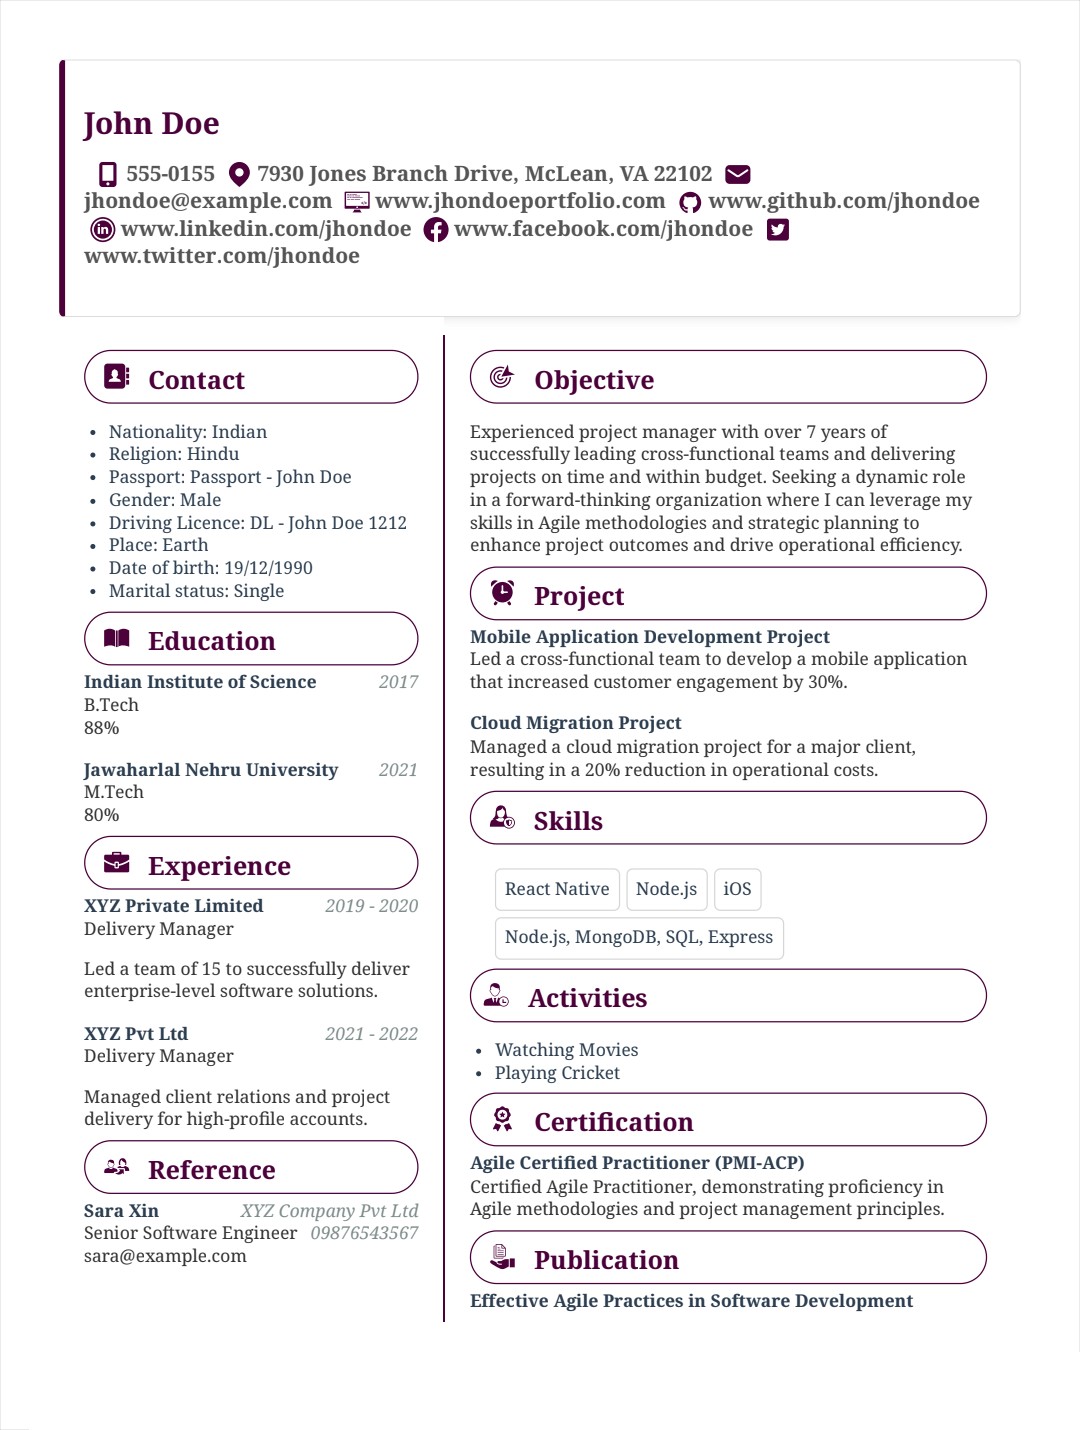 John Doe
555-0155 7930 Jones Branch Drive, McLean, VA 22102
jhondoe@example.com www.jhondoeportfolio.com www.github.com/jhondoe
www.linkedin.com/jhondoe www.facebook.com/jhondoe
www.twitter.com/jhondoe
Contact
• Nationality: Indian
• Religion: Hindu
• Passport: Passport - John Doe
• Gender: Male
• Driving Licence: DL - John Doe 1212
• Place: Earth
• Date of birth: 19/12/1990
• Marital status: Single
Education
Indian Institute of Science 2017
B.Tech
88%
Jawaharlal Nehru University 2021
M.Tech
80%
Experience
XYZ Private Limited 2019 - 2020
Delivery Manager
Led a team of 15 to successfully deliver
enterprise-level software solutions.
XYZ Pvt Ltd 2021 - 2022
Delivery Manager
Managed client relations and project
delivery for high-profile accounts.
Reference
Sara Xin XYZ Company Pvt Ltd
Senior Software Engineer 09876543567
sara@example.com
Objective
Experienced project manager with over 7 years of
successfully leading cross-functional teams and delivering
projects on time and within budget. Seeking a dynamic role
in a forward-thinking organization where I can leverage my
skills in Agile methodologies and strategic planning to
enhance project outcomes and drive operational efficiency.
Project
Mobile Application Development Project
Led a cross-functional team to develop a mobile application
that increased customer engagement by 30%.
Cloud Migration Project
Managed a cloud migration project for a major client,
resulting in a 20% reduction in operational costs.
Skills
React Native Node.js iOS
Node.js, MongoDB, SQL, Express
Activities
• Watching Movies
• Playing Cricket
Certification
Agile Certified Practitioner (PMI-ACP)
Certified Agile Practitioner, demonstrating proficiency in
Agile methodologies and project management principles.
Publication
Effective Agile Practices in Software Development